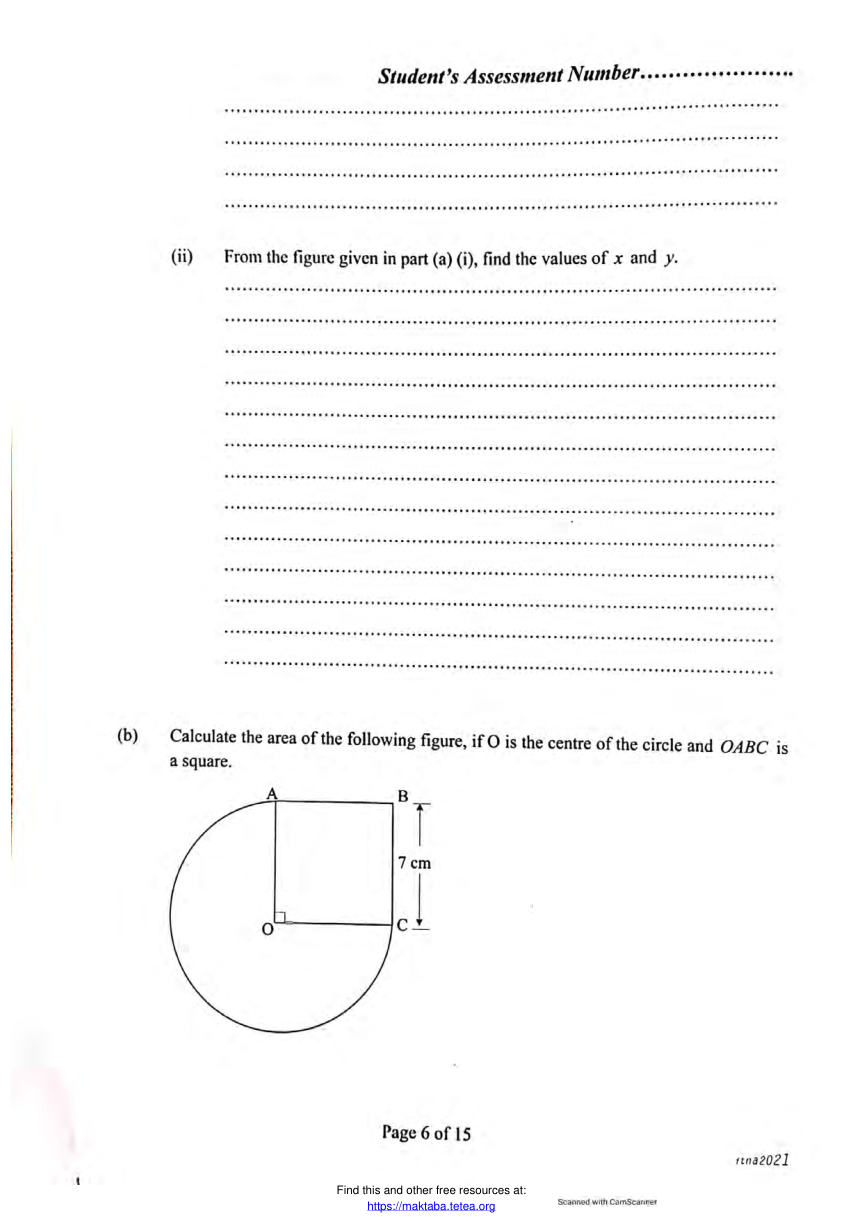 Student's Assessment Number.......................
(ii) From the figure given in part (a) (i), find the values of x and y.
(b) Calculate the area of the following figure, if O is the centre of the circle and OABC is
a square.
A
B
7 cm
O
C
Page 6 of 15
rtna2021
Find this and other free resources at:
https://maktaba.tetea.org
Scanned with CamScanner